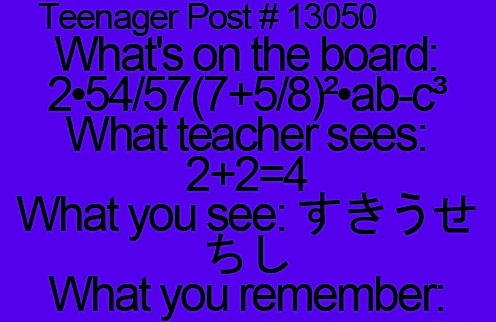 Teenager Post # 13050
What's on the board:
2•54/57(7+5/8)²•ab-c³
What teacher sees:
2+2=4
What you see: すきうせ
ちし
What you remember: